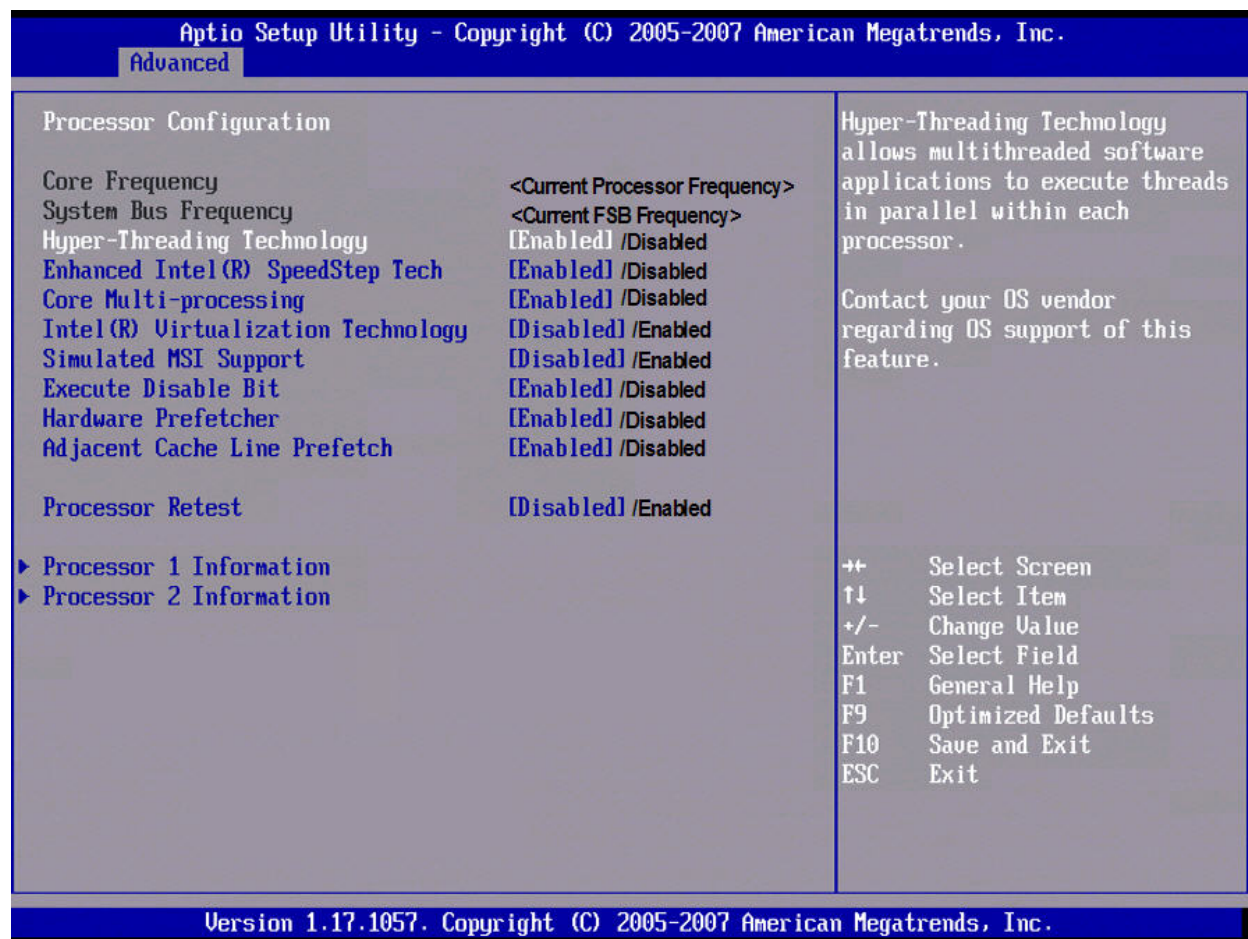 Aptio Setup Utility - Copyright (C) 2005-2007 American Megatrends, Inc.
Advanced
Processor Configuration
Core Frequency <Current Processor Frequency>
System Bus Frequency <Current FSB Frequency>
Hyper-Threading Technology [Enabled] /Disabled
Enhanced Intel(R) SpeedStep Tech [Enabled] /Disabled
Core Multi-processing [Enabled] /Disabled
Intel(R) Virtualization Technology [Disabled] /Enabled
Simulated MSI Support [Disabled] /Enabled
Execute Disable Bit [Enabled] /Disabled
Hardware Prefetcher [Enabled] /Disabled
Adjacent Cache Line Prefetch [Enabled] /Disabled
Processor Retest [Disabled] /Enabled
Processor 1 Information
Processor 2 Information
Hyper-Threading Technology
allows multithreaded software
applications to execute threads
in parallel within each
processor.
Contact your OS vendor
regarding OS support of this
feature.
→← Select Screen
↑↓ Select Item
+/- Change Value
Enter Select Field
F1 General Help
F9 Optimized Defaults
F10 Save and Exit
ESC Exit
Version 1.17.1057. Copyright (C) 2005-2007 American Megatrends, Inc.